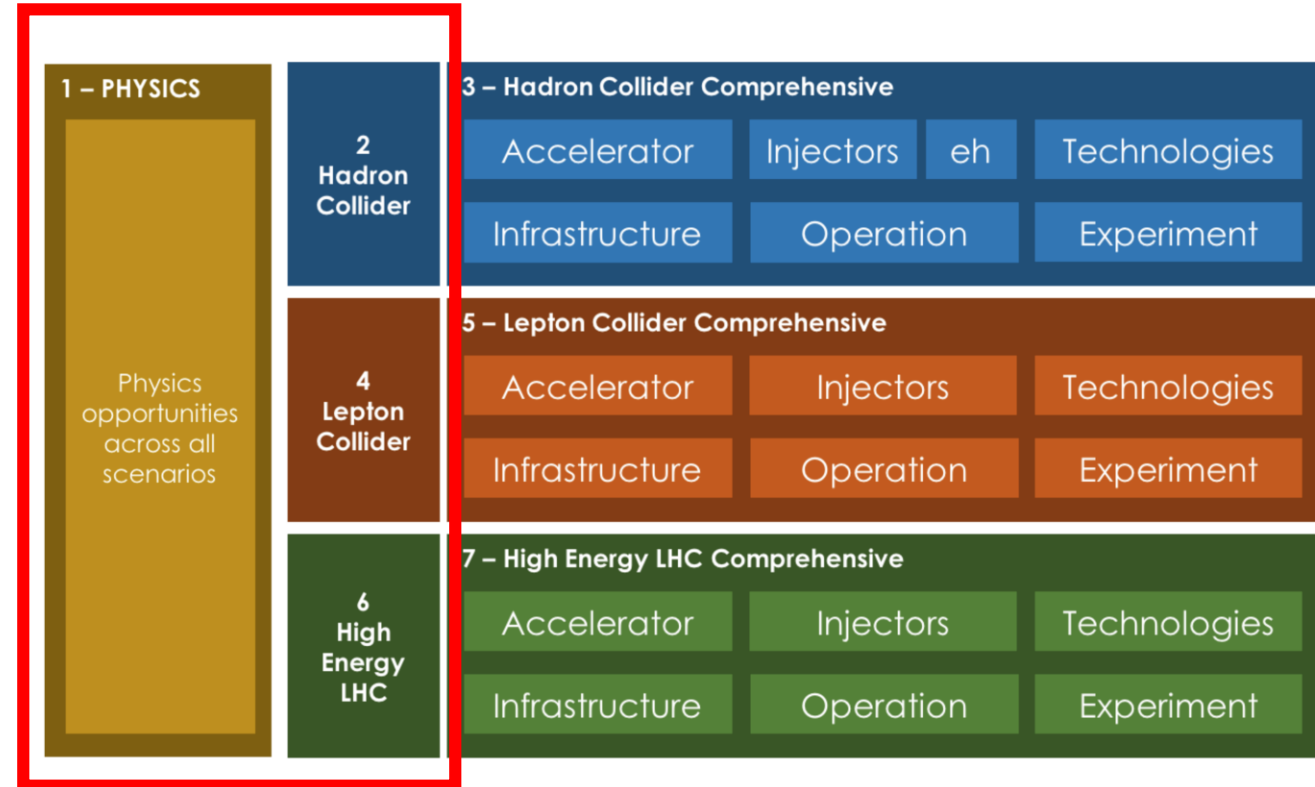 1 – PHYSICS
Physics
opportunities
across all
scenarios
2
Hadron
Collider
3 – Hadron Collider Comprehensive
Accelerator
Injectors
eh
Technologies
Infrastructure
Operation
Experiment
4
Lepton
Collider
5 – Lepton Collider Comprehensive
Accelerator
Injectors
Technologies
Infrastructure
Operation
Experiment
6
High
Energy
LHC
7 – High Energy LHC Comprehensive
Accelerator
Injectors
Technologies
Infrastructure
Operation
Experiment